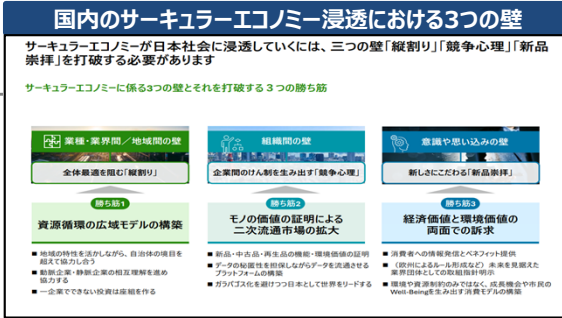 国内のサーキュラーエコノミー浸透における3つの壁
サーキュラーエコノミーが日本社会に浸透していくには、三つの壁「縦割り」「競争心理」「新品
崇拝」を打破する必要があります
サーキュラーエコノミーに係る3つの壁とそれを打破する3つの勝ち筋
業種・業界間／地域間の壁
全体最適を阻む「縦割り」
勝ち筋1
資源循環の広域モデルの構築
■ 地域の特性を活かしながら、自治体の境目を
超えて協力し合う
■ 動脈企業・静脈企業の相互理解を進め
協力する
■ 一企業でできない投資は座組を作る
組織間の壁
企業間のけん制を生み出す「競争心理」
勝ち筋2
モノの価値の証明による
二次流通市場の拡大
■ 新品・中古品・再生品の機能・環境価値の証明
■ データの秘匿性を担保しながらデータを流通させる
プラットフォームの構築
■ ガラパゴス化を避けつつ日本として世界をリードする
意識や思い込みの壁
新しさにこだわる「新品崇拝」
勝ち筋3
経済価値と環境価値の
両面での訴求
■ 消費者への情報発信とベネフィット提供
■ （欧州によるルール形成など）未来を見据えた
業界団体としての取組指針明示
■ 環境や資源制約のみではなく、成長機会や市民の
Well-Beingを生み出す消費モデルの構築